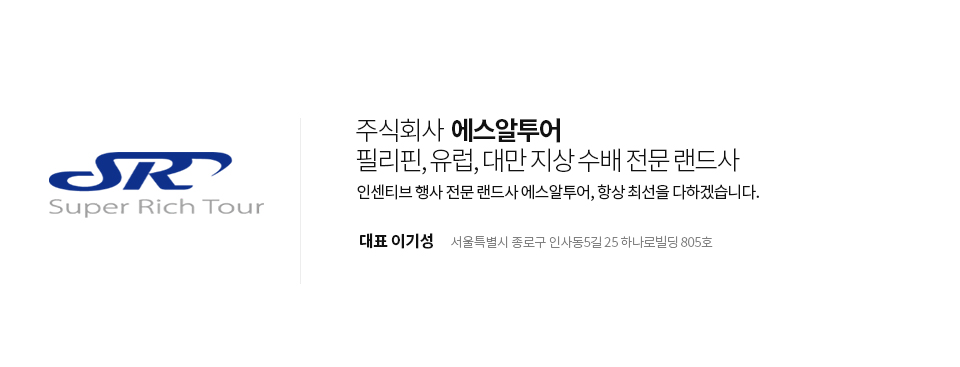 SR
Super Rich Tour
주식회사 에스알투어
필리핀, 유럽, 대만 지상 수배 전문 랜드사
인센티브 행사 전문 랜드사 에스알투어, 항상 최선을 다하겠습니다.
대표 이기성 서울특별시 종로구 인사동5길 25 하나로빌딩 805호